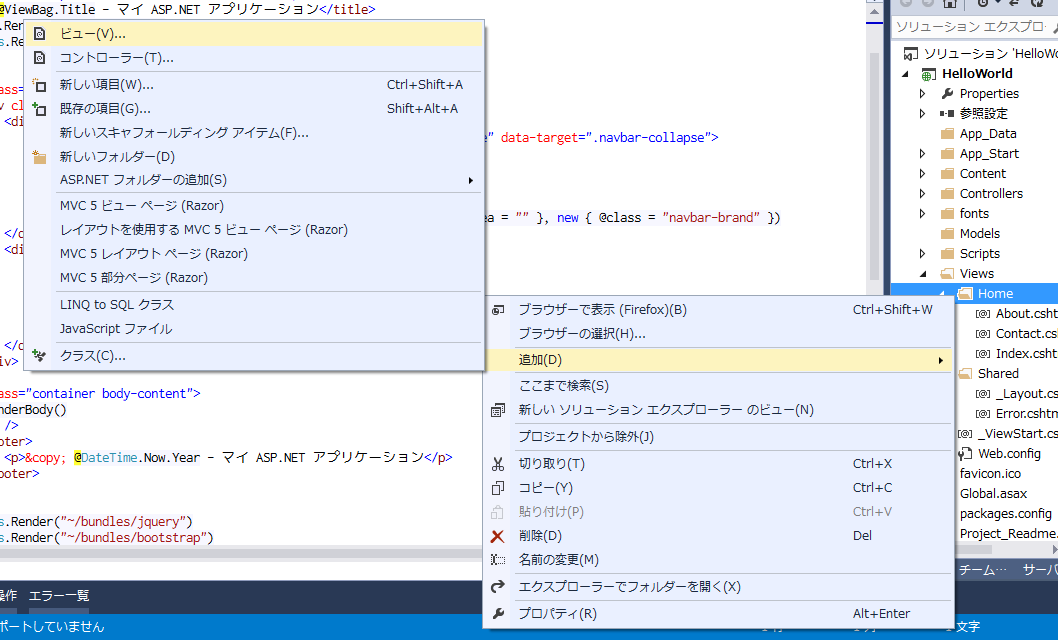 @ViewBag.Title - マイ ASP.NET アプリケーション</title>
ビュー(V)...
コントローラー(T)...
新しい項目(W)... Ctrl+Shift+A
既存の項目(G)... Shift+Alt+A
新しいスキャフォールディング アイテム(F)...
新しいフォルダー(D)
ASP.NET フォルダーの追加(S)
MVC 5 ビュー ページ (Razor)
レイアウトを使用する MVC 5 ビュー ページ (Razor)
MVC 5 レイアウト ページ (Razor)
MVC 5 部分ページ (Razor)
LINQ to SQL クラス
JavaScript ファイル
クラス(C)...
data-target=".navbar-collapse">
ea = "" }, new { @class = "navbar-brand" })
<di
<di
iv>
ass="container body-content">
nderBody()
/>
oter>
<p>&copy; @DateTime.Now.Year - マイ ASP.NET アプリケーション</p>
ooter>
s.Render("~/bundles/jquery")
s.Render("~/bundles/bootstrap")
ブラウザーで表示 (Firefox)(B) Ctrl+Shift+W
ブラウザーの選択(H)...
追加(D)
ここまで検索(S)
新しい ソリューション エクスプローラー のビュー(N)
プロジェクトから除外(J)
切り取り(T) Ctrl+X
コピー(Y) Ctrl+C
貼り付け(P) Ctrl+V
削除(D) Del
名前の変更(M)
エクスプローラーでフォルダーを開く(X)
プロパティ(R) Alt+Enter
ソリューション エクスプロ
ソリューション 'HelloWo
HelloWorld
Properties
参照設定
App_Data
App_Start
Content
Controllers
fonts
Models
Scripts
Views
Home
About.csht
Contact.cs
Index.csht
Shared
_Layout.cs
Error.cshtm
_ViewStart.cs
Web.config
favicon.ico
Global.asax
packages.config
Project_Readme.
チーム… サーバ
操作 エラー一覧
ポートしていません
文字